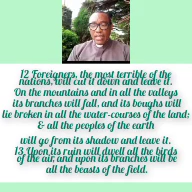 12 Foreigners, the most terrible of the
nations, will cut it down and leave it.
On the mountains and in all the valleys
its branches will fall, and its boughs will
lie broken in all the water-courses of the land;
& all the peoples of the earth
will go from its shadow and leave it.
13 Upon its ruin will dwell all the birds
of the air, and upon its branches will be
all the beasts of the field.